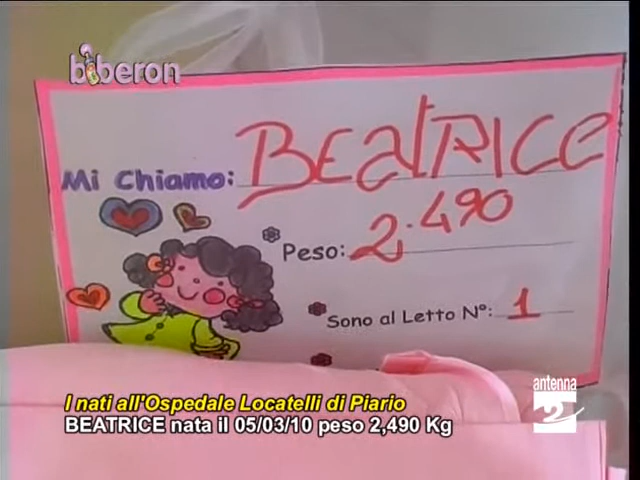 biberon
Mi Chiamo: BEATRICE
Peso: 2.490
Sono al Letto N°: 1
antenna
2
I nati all'Ospedale Locatelli di Piario
BEATRICE nata il 05/03/10 peso 2,490 Kg